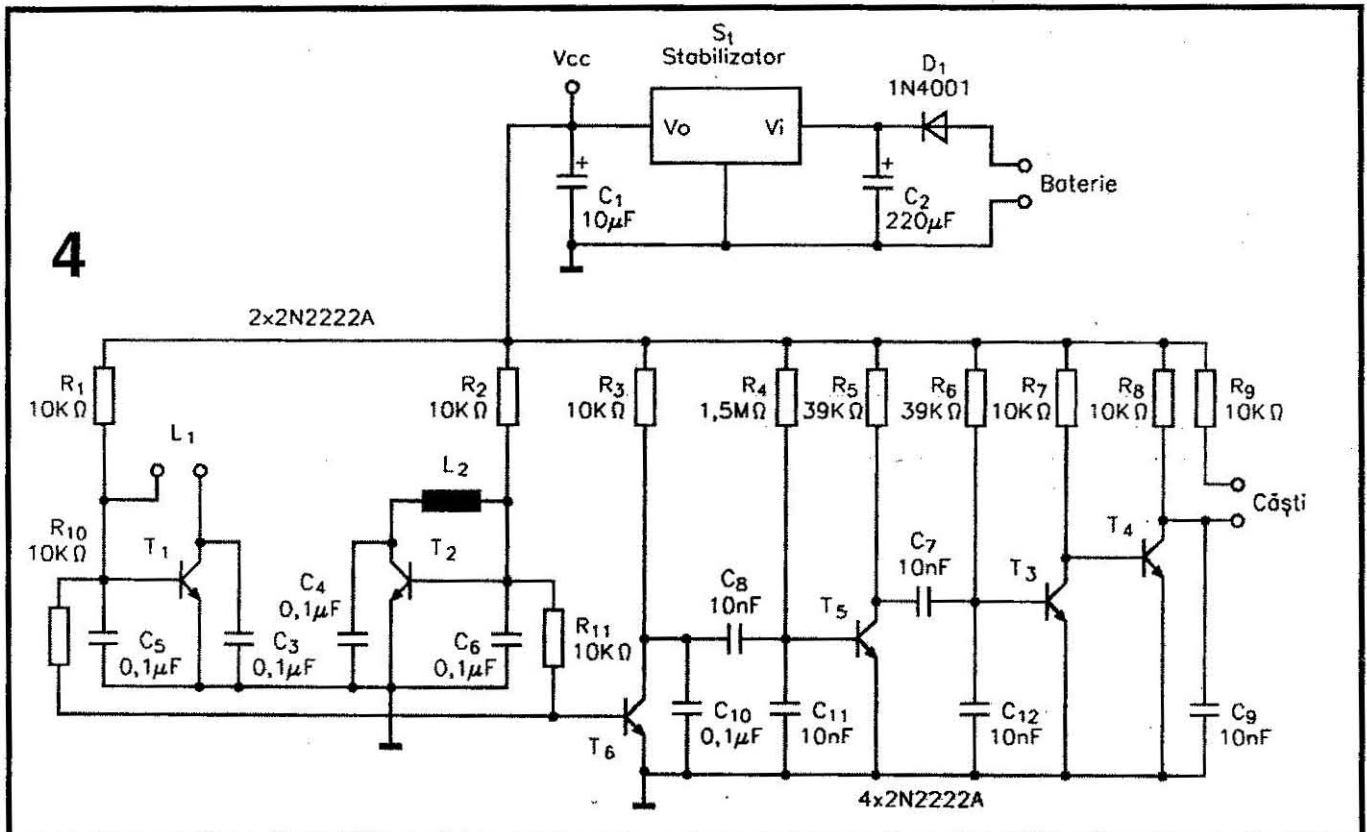 4
St
Stabilizator
Vcc
Vo
Vi
D1
1N4001
C1
10µF
C2
220µF
Baterie
2x2N2222A
R1
10KΩ
L1
R2
10KΩ
R3
10KΩ
R4
1,5MΩ
R5
39KΩ
R6
39KΩ
R7
10KΩ
R8
10KΩ
R9
10KΩ
Căști
R10
10KΩ
T1
L2
T2
C5
0,1µF
C3
0,1µF
C4
0,1µF
C6
0,1µF
R11
10KΩ
T6
C8
10nF
C10
0,1µF
C11
10nF
T5
C7
10nF
T3
T4
C12
10nF
C9
10nF
4x2N2222A